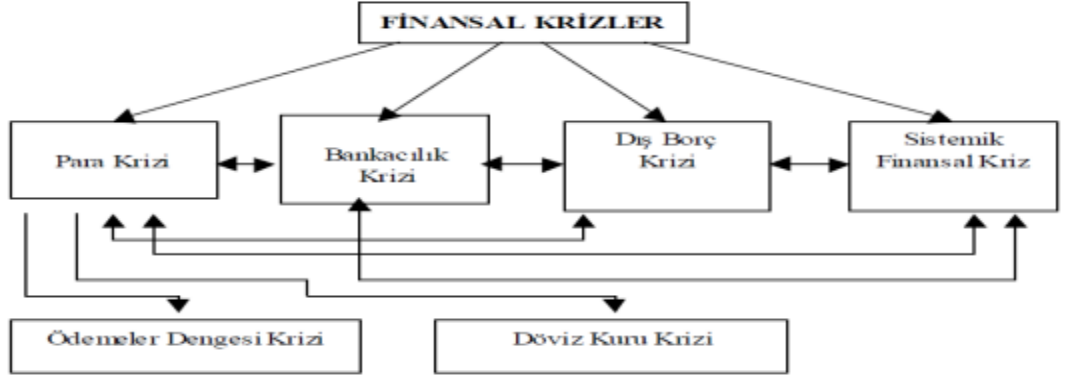 FİNANSAL KRİZLER
Para Krizi
Bankacılık
Krizi
Dış Borç
Krizi
Sistemik
Finansal Kriz
Ödemeler Dengesi Krizi
Döviz Kuru Krizi